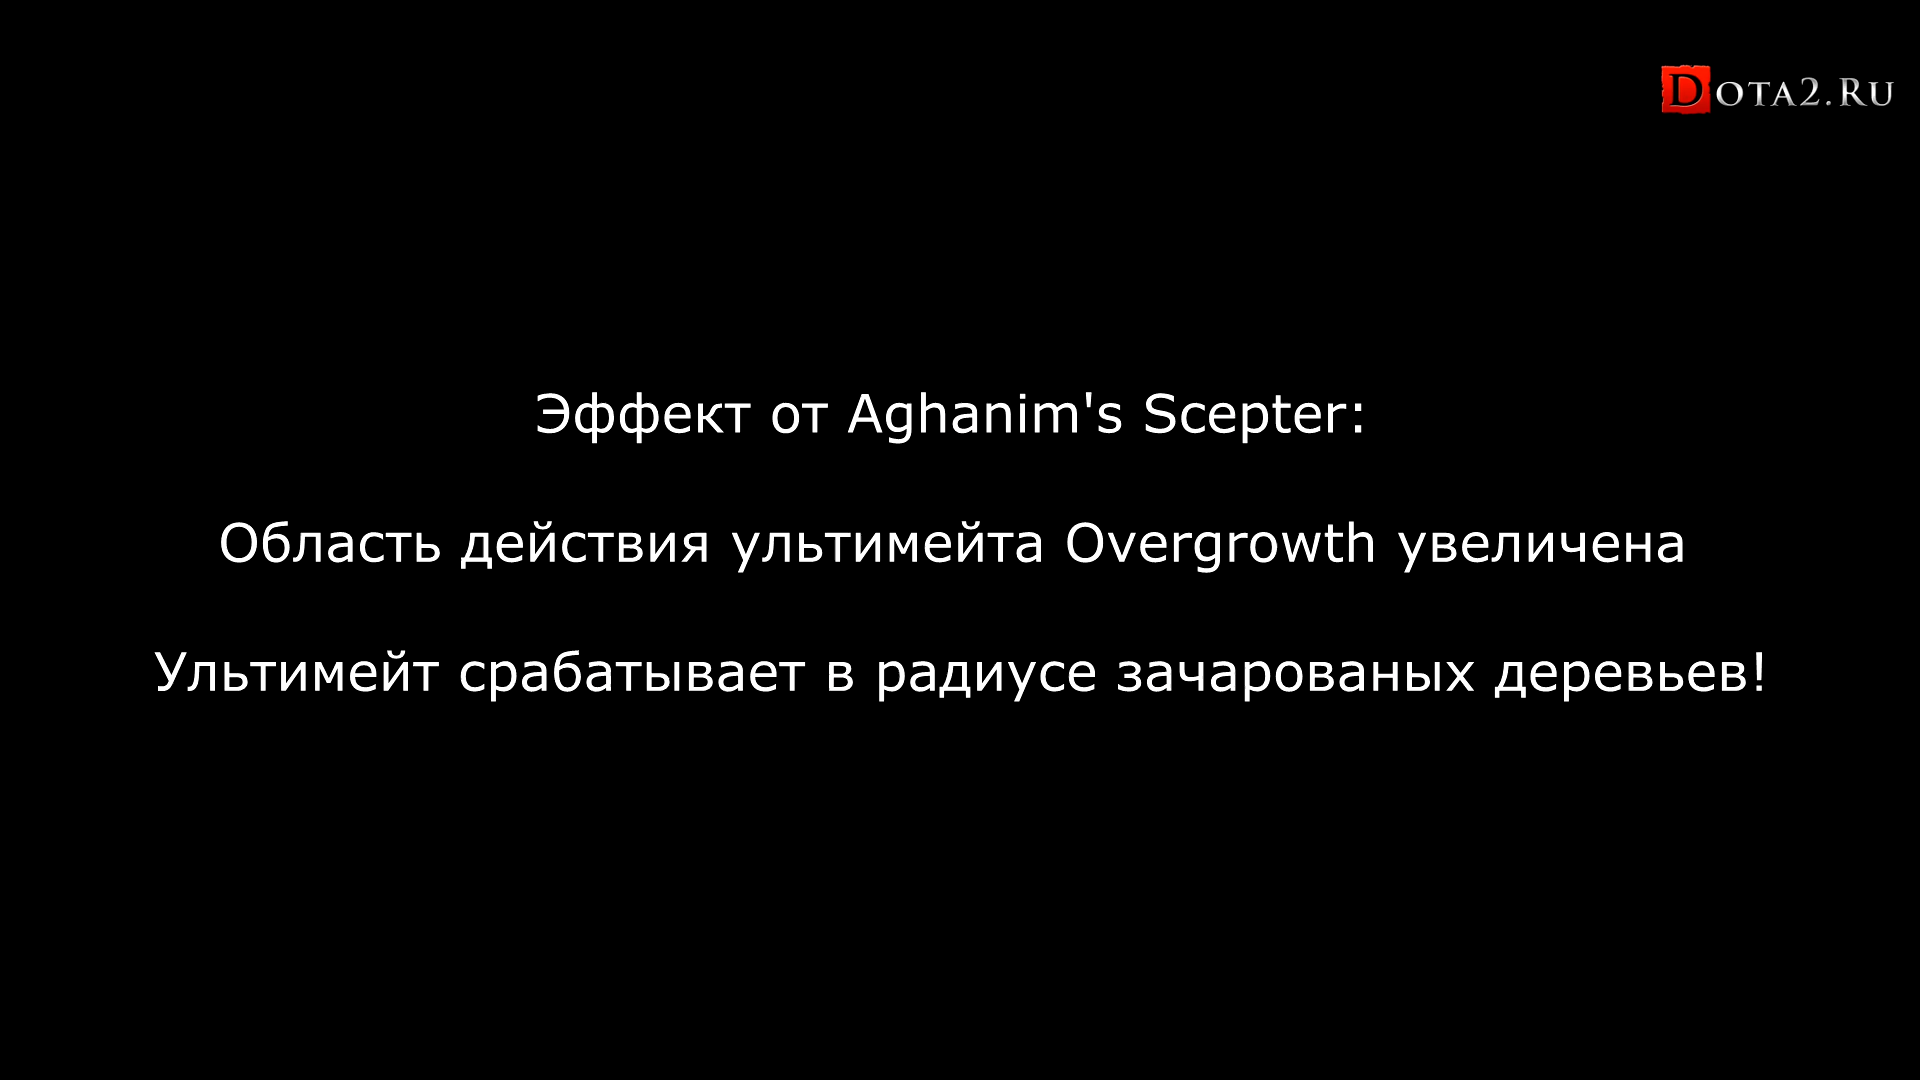 Dota2.Ru
Эффект от Aghanim's Scepter:
Область действия ультимейта Overgrowth увеличена
Ультимейт срабатывает в радиусе зачарованых деревьев!